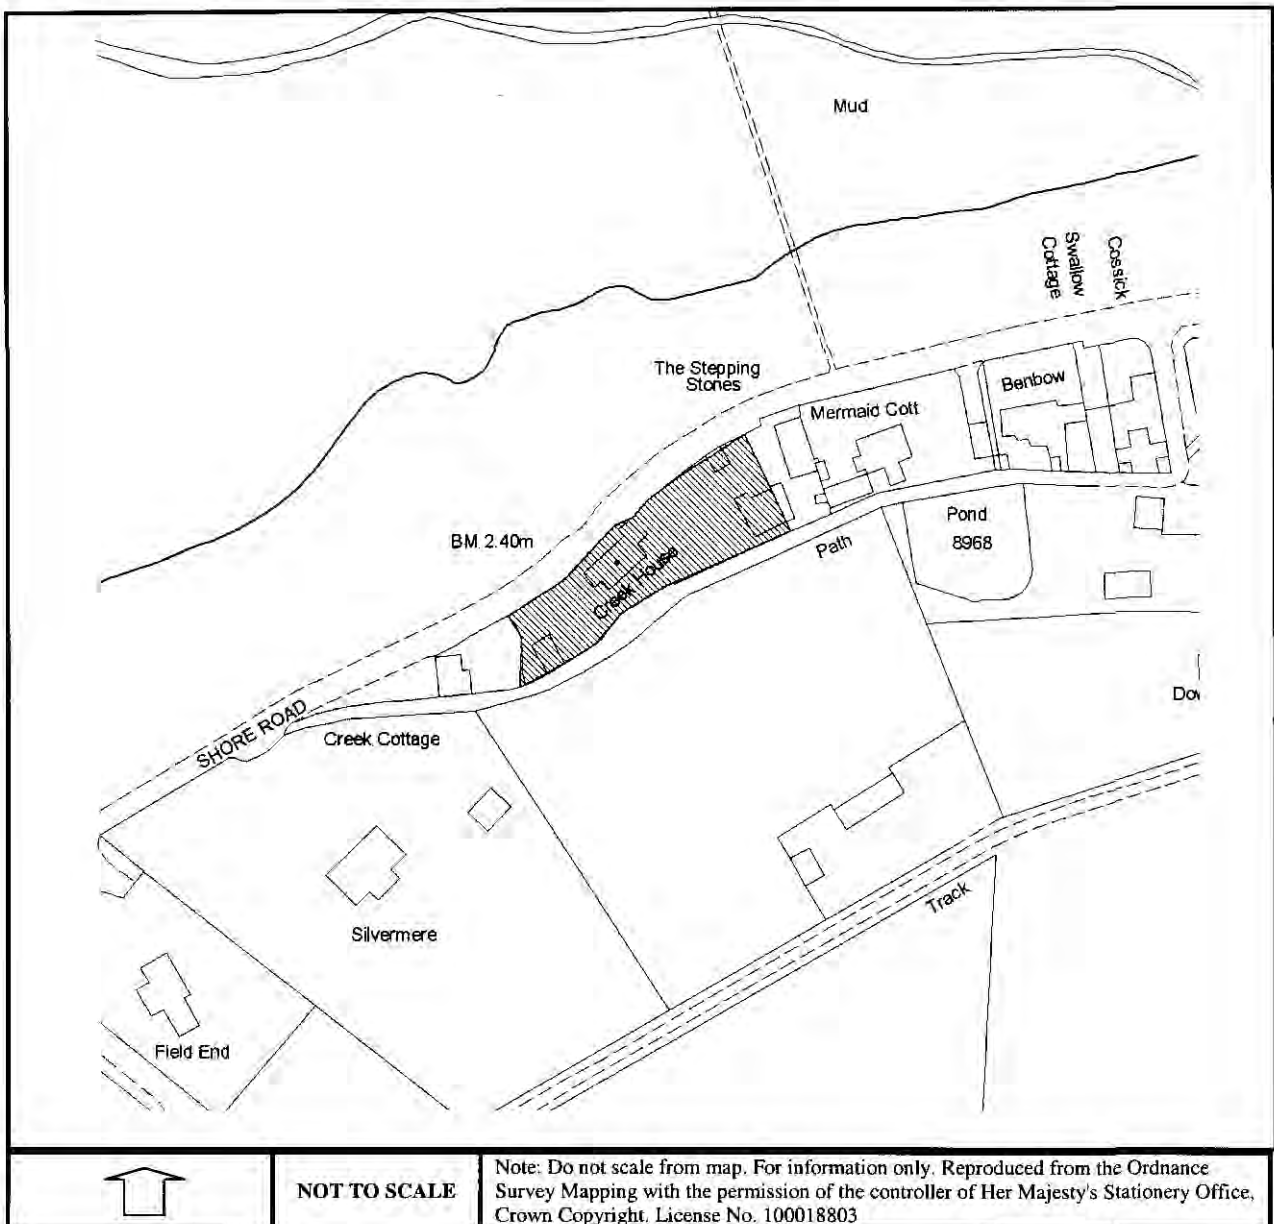 Mud
Cossick
Swallow
Cottage
The Stepping
Stones
Benbow
Mermaid Cott
BM 2.40m
Pond
8968
Path
Creek House
SHORE ROAD
Creek Cottage
Dov
Track
Silvermere
Field End
NOT TO SCALE
Note: Do not scale from map. For information only. Reproduced from the Ordnance
Survey Mapping with the permission of the controller of Her Majesty's Stationery Office,
Crown Copyright. License No. 100018803